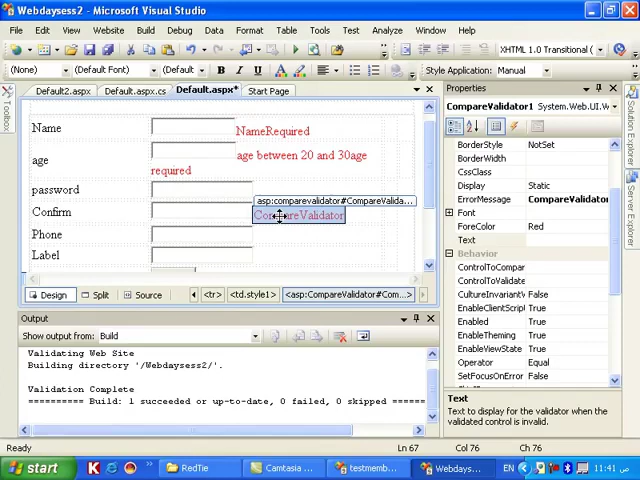 Webdaysess2 - Microsoft Visual Studio
File Edit View Website Build Debug Data Format Table Tools Test Analyze Window Help
XHTML 1.0 Transitional (
(None) (Default Font) (Default B I U A Style Application: Manual
Default2.aspx Default.aspx.cs Default.aspx* Start Page
Toolbox
Name NameRequired
age age between 20 and 30age
required
password
asp:comparevalidator#CompareValida...
Confirm CompareValidator
Phone
Label
Design Split Source <tr> <td.style1> <asp:CompareValidator#Com...>
Output
Show output from: Build
Validating Web Site
Building directory '/Webdaysess2/'.
Validation Complete
========== Build: 1 succeeded or up-to-date, 0 failed, 0 skipped ======
Properties
CompareValidator1 System.Web.UI.W
BorderStyle NotSet
BorderWidth
CssClass
Display Static
ErrorMessage CompareValidator
Font
ForeColor Red
Text
Behavior
ControlToCompar
ControlToValidate
CultureInvariantV False
EnableClientScrip True
Enabled True
EnableTheming True
EnableViewState True
Operator Equal
SetFocusOnError False
Text
Text to display for the validator when the
validated control is invalid.
Solution Explorer
Server Explorer
Ready Ln 67 Col 76 Ch 76
start K RedTie Camtasia ... testmemb... Webdays... EN 11:41 ص